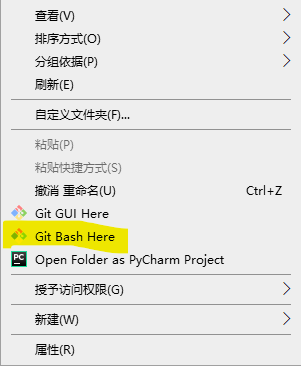 查看(V)
排序方式(O)
分组依据(P)
刷新(E)
自定义文件夹(F)...
粘贴(P)
粘贴快捷方式(S)
撤消 重命名(U) Ctrl+Z
Git GUI Here
Git Bash Here
PC Open Folder as PyCharm Project
授予访问权限(G)
新建(W)
属性(R)